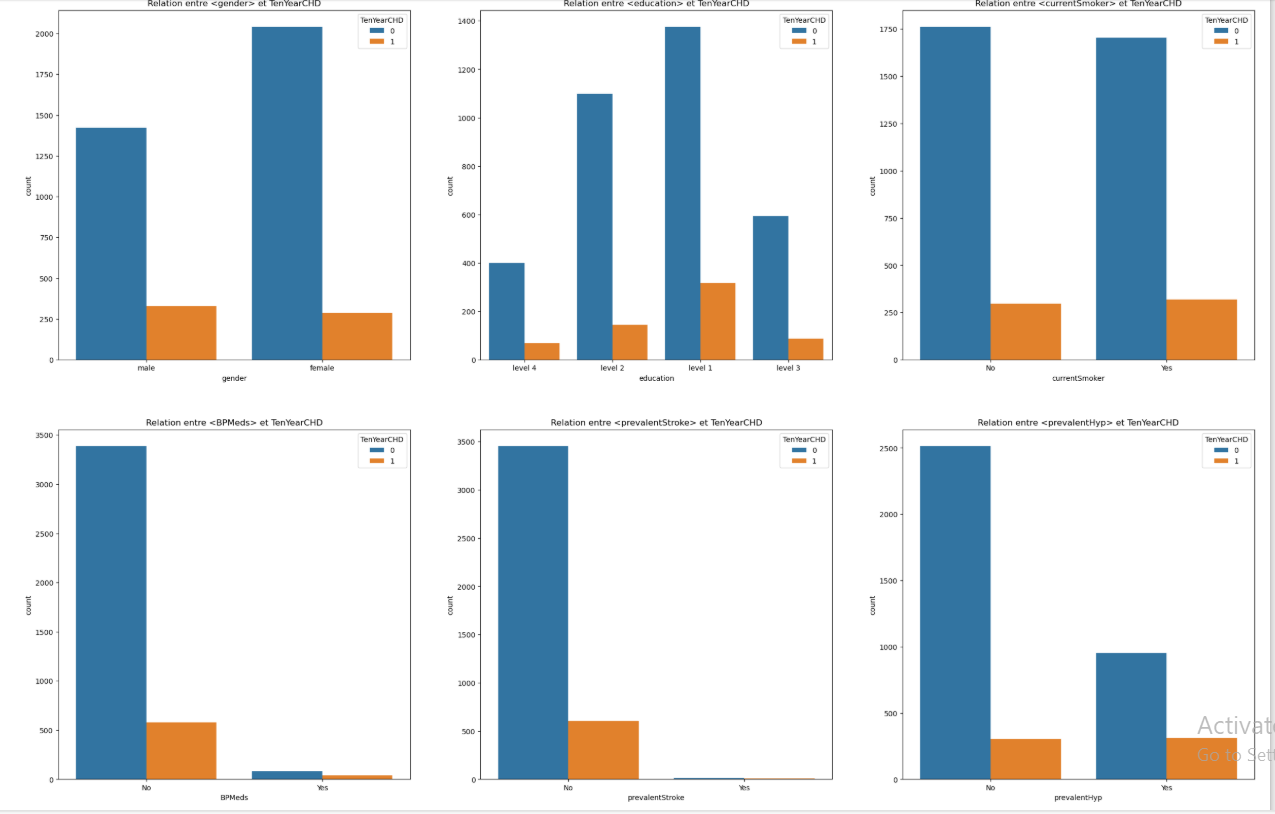 Relation entre <gender> et TenYearCHD
TenYearCHD
0
1
2000
1750
1500
1250
1000
750
500
250
0
count
male
female
gender
Relation entre <education> et TenYearCHD
TenYearCHD
0
1
1400
1200
1000
800
600
400
200
0
count
level 4
level 2
level 1
level 3
education
Relation entre <currentSmoker> et TenYearCHD
TenYearCHD
0
1
1750
1500
1250
1000
750
500
250
0
count
No
Yes
currentSmoker
Relation entre <BPMeds> et TenYearCHD
TenYearCHD
0
1
3500
3000
2500
2000
1500
1000
500
0
count
No
Yes
BPMeds
Relation entre <prevalentStroke> et TenYearCHD
TenYearCHD
0
1
3500
3000
2500
2000
1500
1000
500
0
count
No
Yes
prevalentStroke
Relation entre <prevalentHyp> et TenYearCHD
TenYearCHD
0
1
2500
2000
1500
1000
500
0
count
No
Yes
prevalentHyp
Activate
Go to Sett